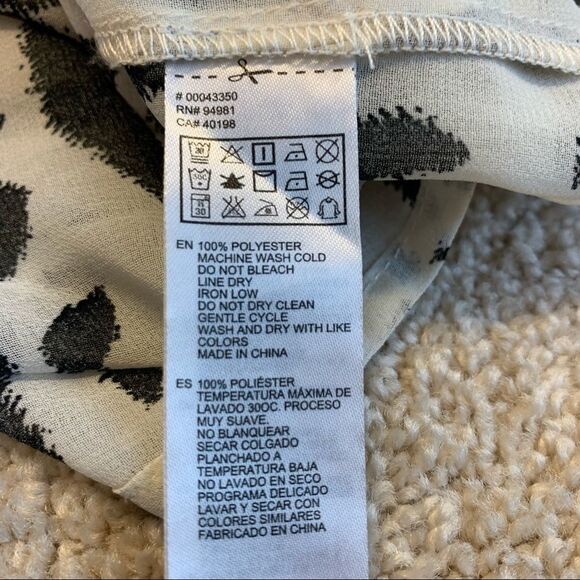 # 00043350
RN# 94981
CA# 40198
30
30C
30
EN 100% POLYESTER
MACHINE WASH COLD
DO NOT BLEACH
LINE DRY
IRON LOW
DO NOT DRY CLEAN
GENTLE CYCLE
WASH AND DRY WITH LIKE
COLORS
MADE IN CHINA
ES 100% POLIÉSTER
TEMPERATURA MÁXIMA DE
LAVADO 30OC. PROCESO
MUY SUAVE.
NO BLANQUEAR
SECAR COLGADO
PLANCHADO A
TEMPERATURA BAJA
NO LAVADO EN SECO
PROGRAMA DELICADO
LAVAR Y SECAR CON
COLORES SIMILARES
FABRICADO EN CHINA